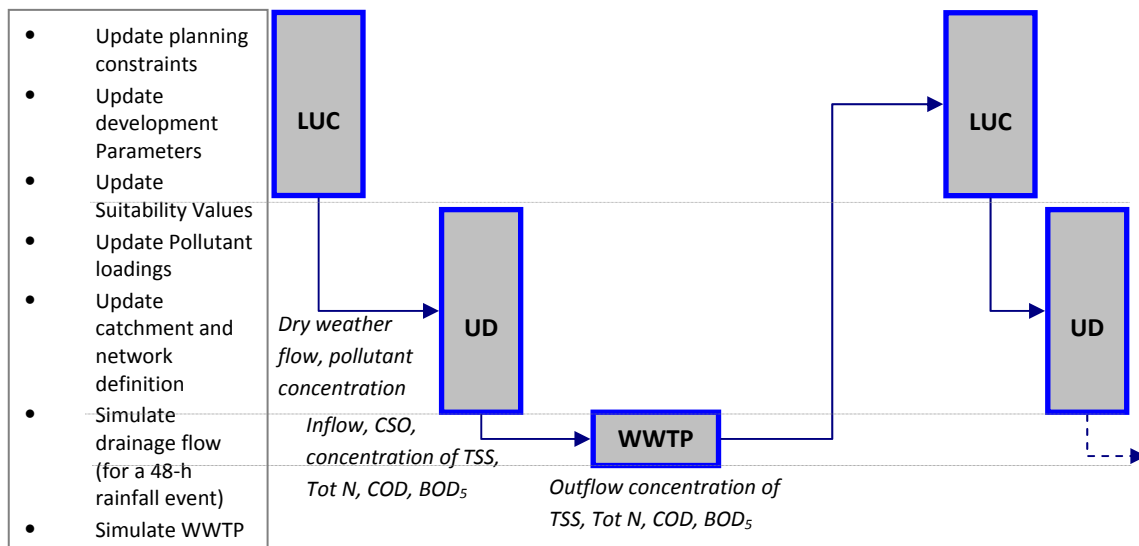 • Update planning
constraints
• Update
development
Parameters
• Update
Suitability Values
• Update Pollutant
loadings
• Update
catchment and
network
definition
• Simulate
drainage flow
(for a 48-h
rainfall event)
• Simulate WWTP
LUC
Dry weather
flow, pollutant
concentration
UD
Inflow, CSO,
concentration of TSS,
Tot N, COD, BOD₅
WWTP
Outflow concentration of
TSS, Tot N, COD, BOD₅
LUC
UD